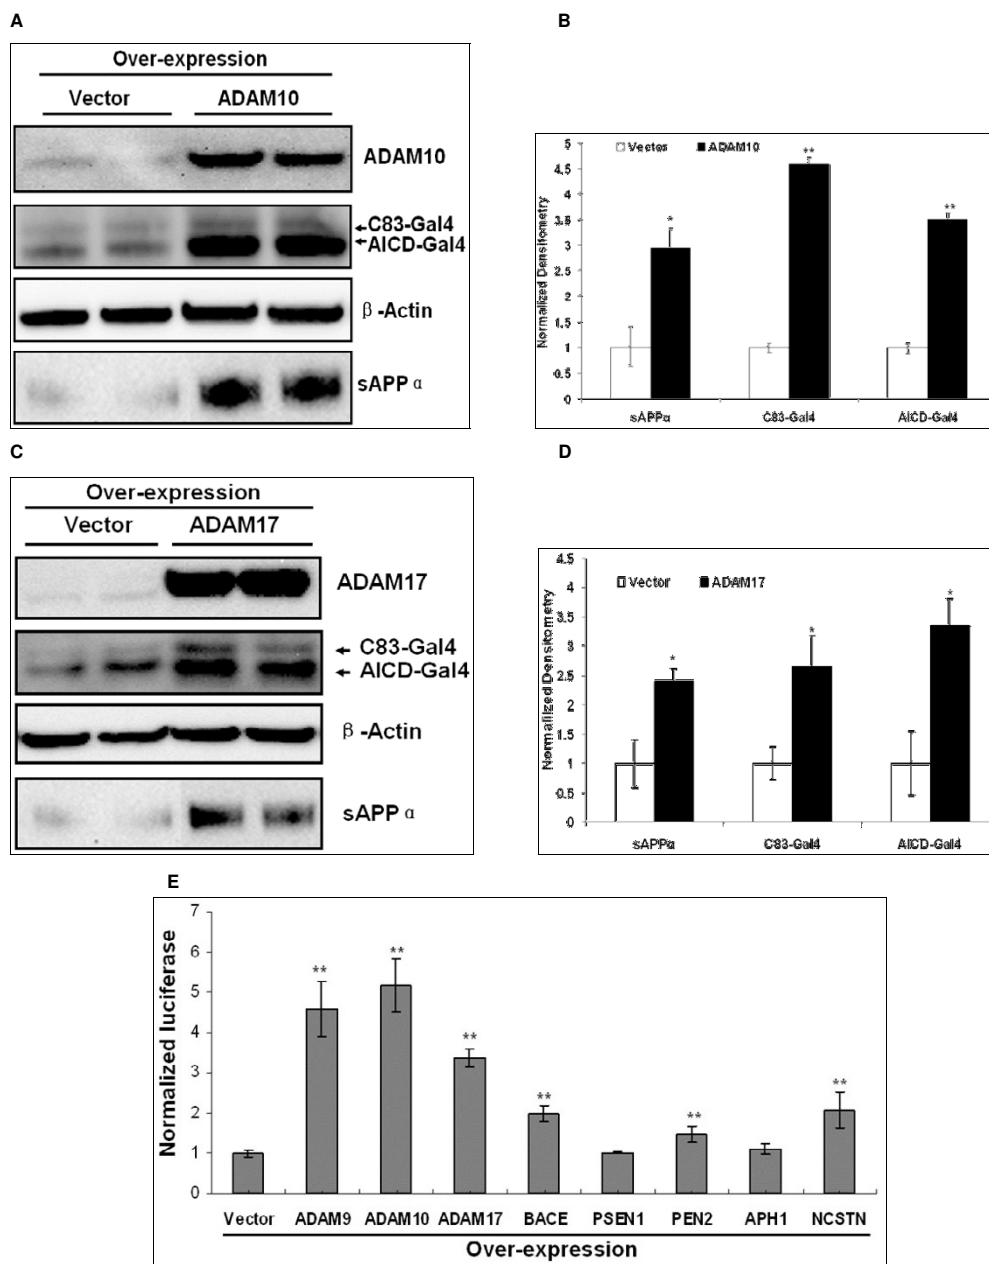 A
Over-expression
Vector ADAM10
ADAM10
C83-Gal4
AICD-Gal4
β-Actin
sAPP α
B
Vector ADAM10
Normalized Densitometry
5
4.5
4
3.5
3
2.5
2
1.5
1
0.5
0
*
**
**
sAPPα C83-Gal4 AICD-Gal4
C
Over-expression
Vector ADAM17
ADAM17
C83-Gal4
AICD-Gal4
β-Actin
sAPP α
D
Vector ADAM17
Normalized Densitometry
4.5
4
3.5
3
2.5
2
1.5
1
0.5
0
*
*
*
sAPPα C83-Gal4 AICD-Gal4
E
Normalized luciferase
7
6
5
4
3
2
1
0
**
**
**
**
**
**
Vector ADAM9 ADAM10 ADAM17 BACE PSEN1 PEN2 APH1 NCSTN
Over-expression